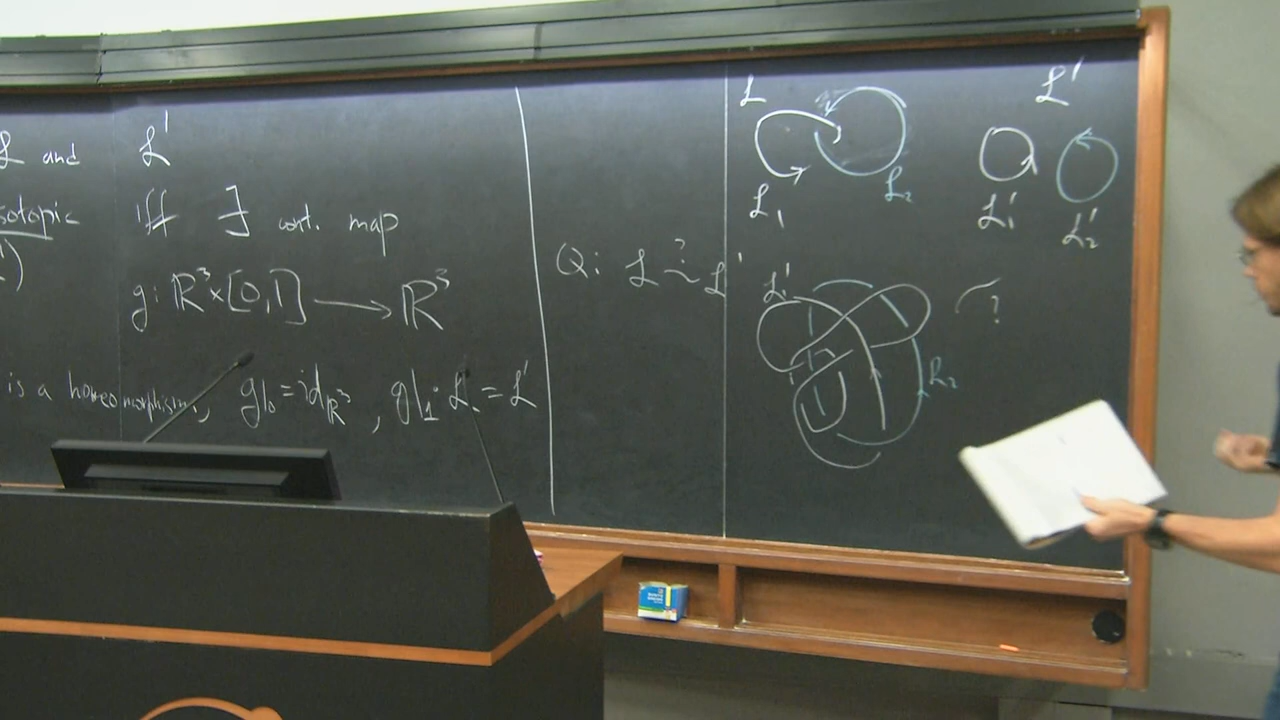 L and L'
isotopic
iff ∃ cont. map
g: R³×[0,1] ⟶ R³
is a homeomorphism, g|₀ = id_R³, g|₁: L = L'
Q: L ∼? L'
L
L₁ L₂
L'
L₁' L₂'
L₁'
L₂
?